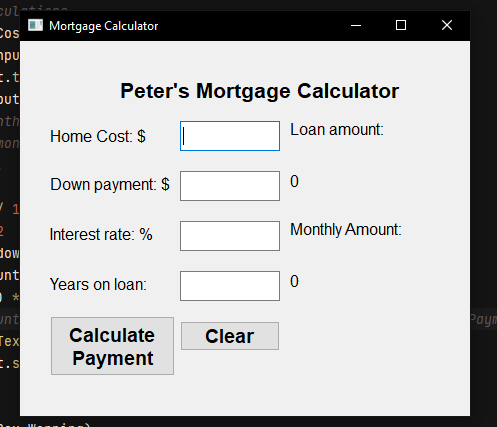 Mortgage Calculator
Peter's Mortgage Calculator
Home Cost: $
Loan amount:
Down payment: $
0
Interest rate: %
Monthly Amount:
Years on loan:
0
Calculate
Payment
Clear